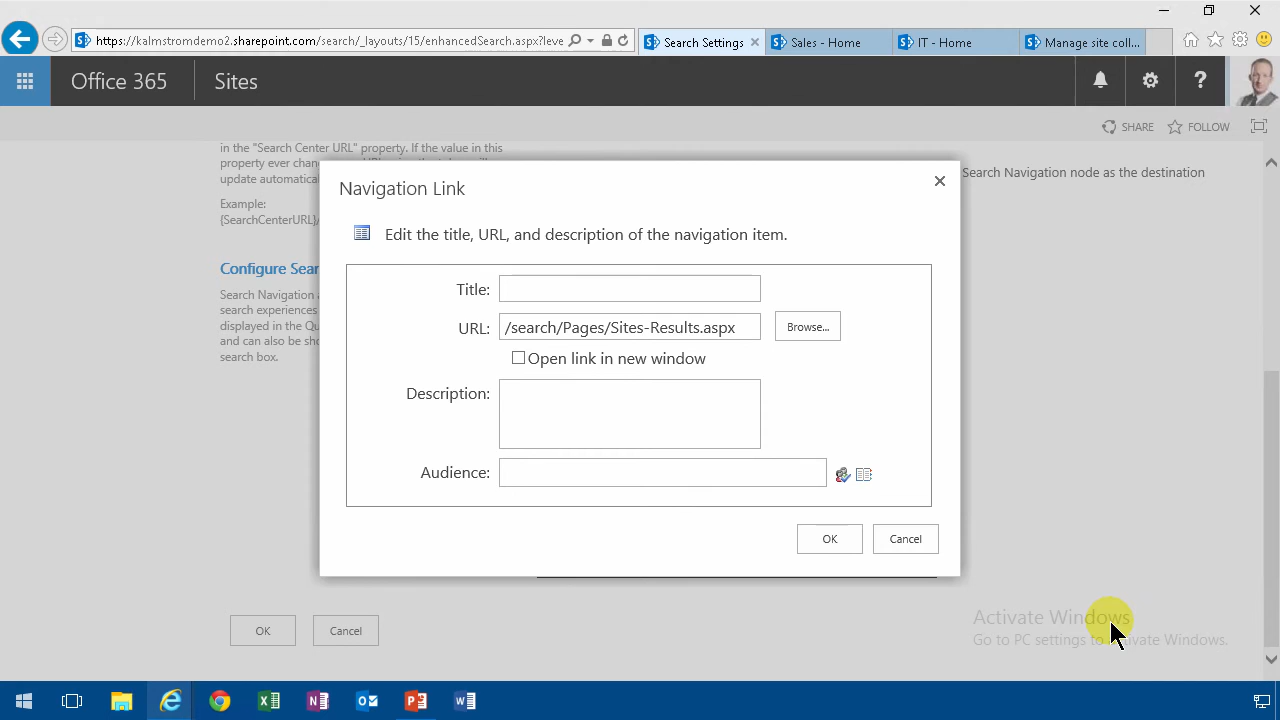 https://kalmstromdemo2.sharepoint.com/search/_layouts/15/enhancedSearch.aspx?leve
Search Settings
Sales - Home
IT - Home
Manage site coll...
Office 365
Sites
?
SHARE
FOLLOW
in the "Search Center URL" property. If the value in this
property ever chan
update automatical
Example:
{SearchCenterURL}/
Search Navigation node as the destination
Configure Sear
Search Navigation a
search experiences
displayed in the Qu
and can also be sho
search box.
Navigation Link
Edit the title, URL, and description of the navigation item.
Title:
URL: /search/Pages/Sites-Results.aspx Browse...
Open link in new window
Description:
Audience:
OK Cancel
OK Cancel
Activate Windows
Go to PC settings to activate Windows.